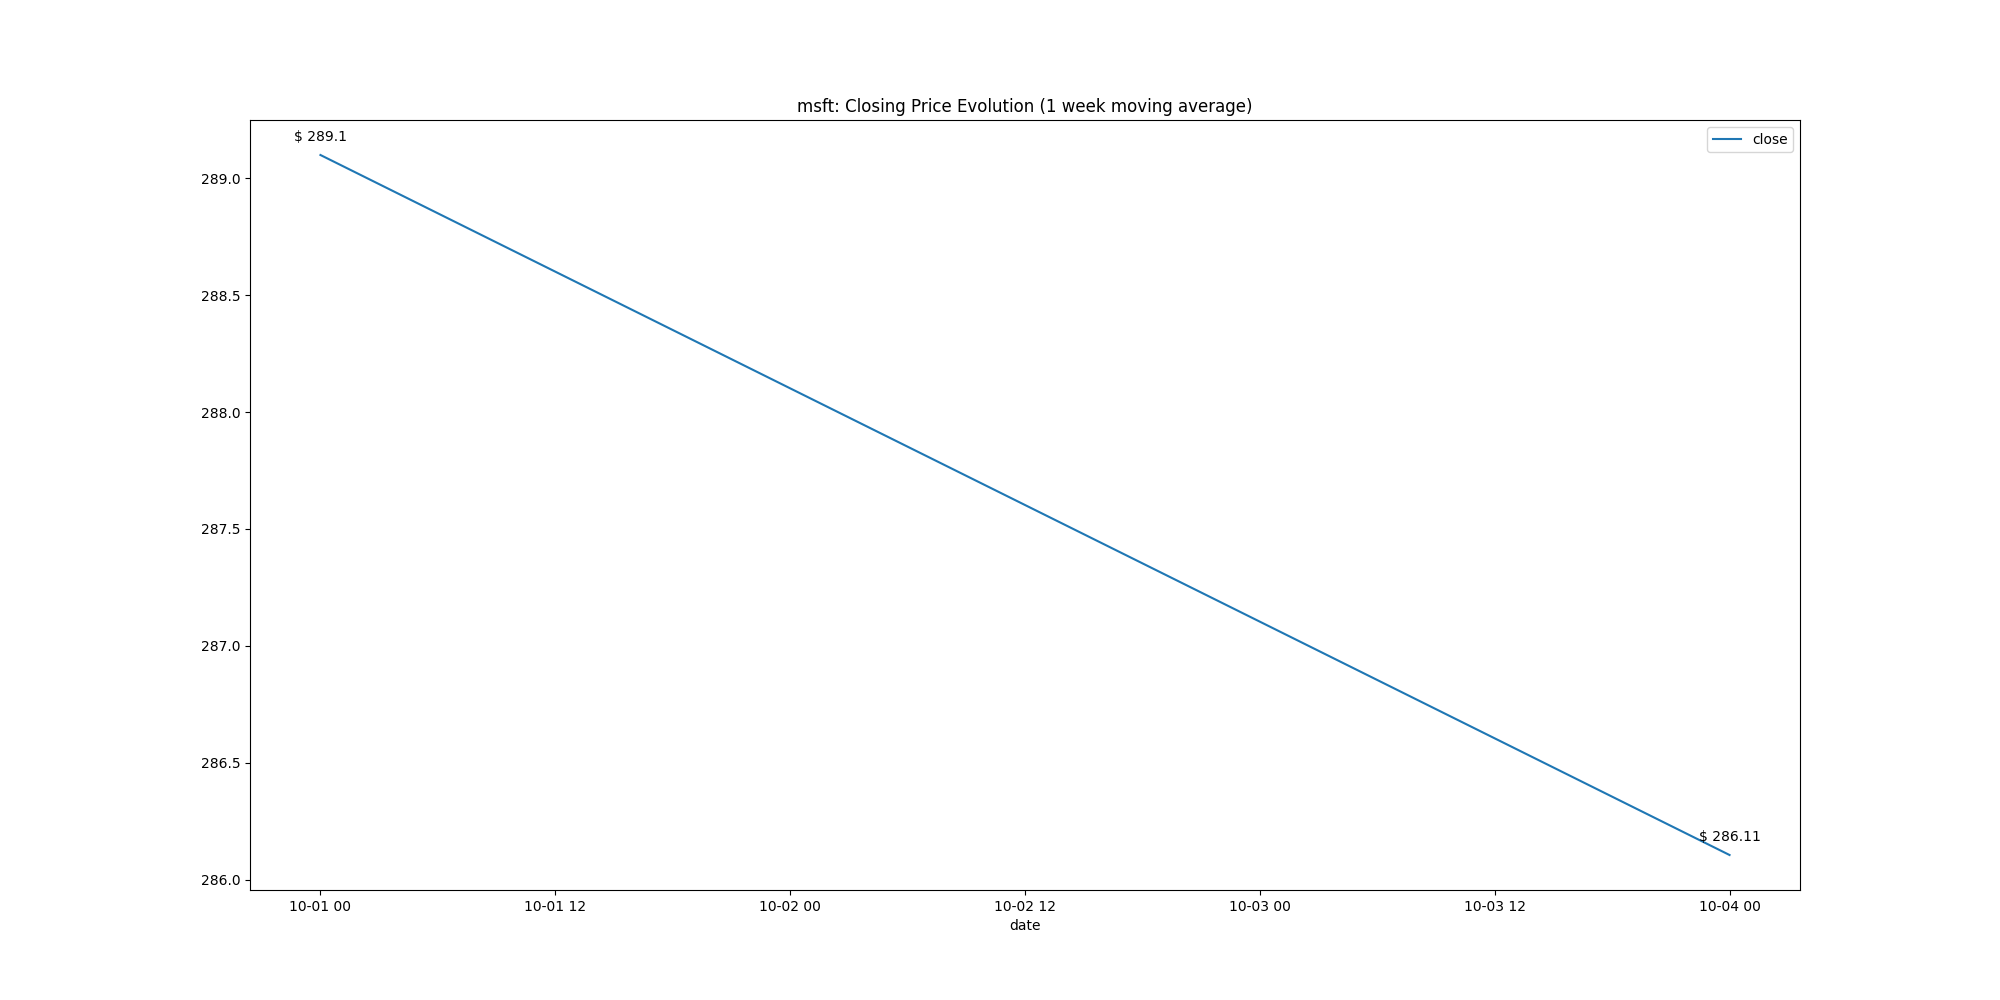 msft: Closing Price Evolution (1 week moving average)
$ 289.1
close
289.0
288.5
288.0
287.5
287.0
286.5
$ 286.11
286.0
10-01 00 10-01 12 10-02 00 10-02 12 10-03 00 10-03 12 10-04 00
date